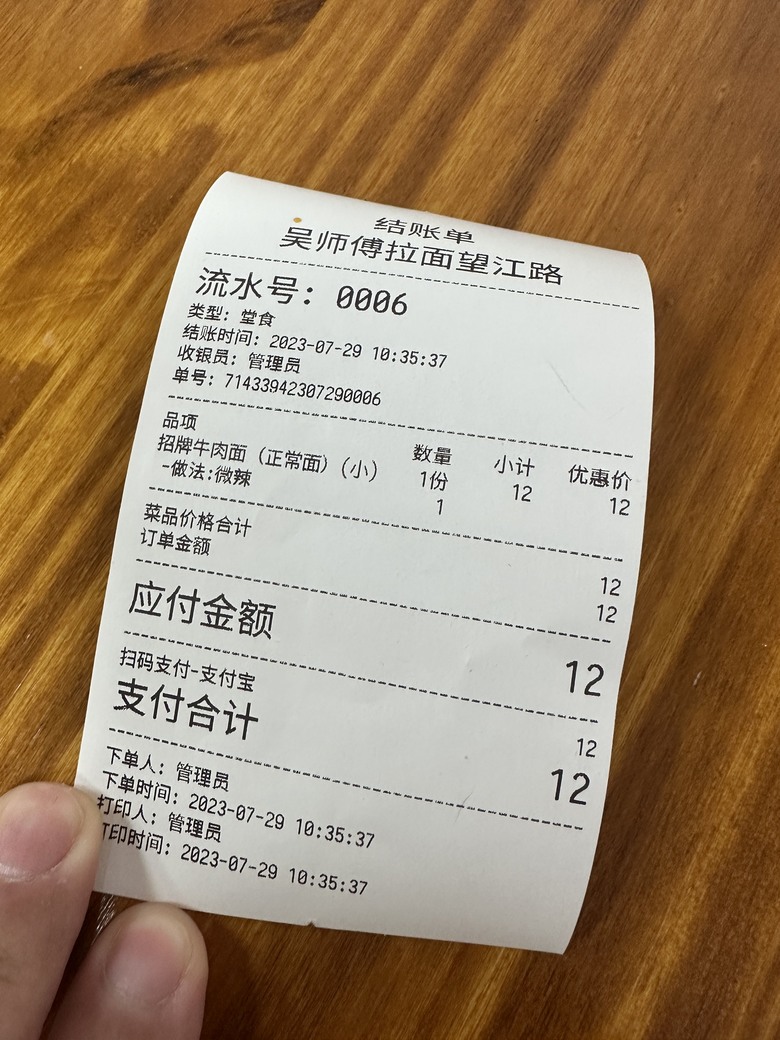 结账单
吴师傅拉面望江路
流水号: 0006
类型: 堂食
结账时间: 2023-07-29 10:35:37
收银员: 管理员
单号: 71433942307290006
品项 数量 小计 优惠价
招牌牛肉面（正常面）(小) 1份 12 12
-做法:微辣 1
菜品价格合计 12
订单金额 12
应付金额 12
扫码支付-支付宝 12
支付合计 12
下单人: 管理员
下单时间: 2023-07-29 10:35:37
打印人: 管理员
打印时间: 2023-07-29 10:35:37